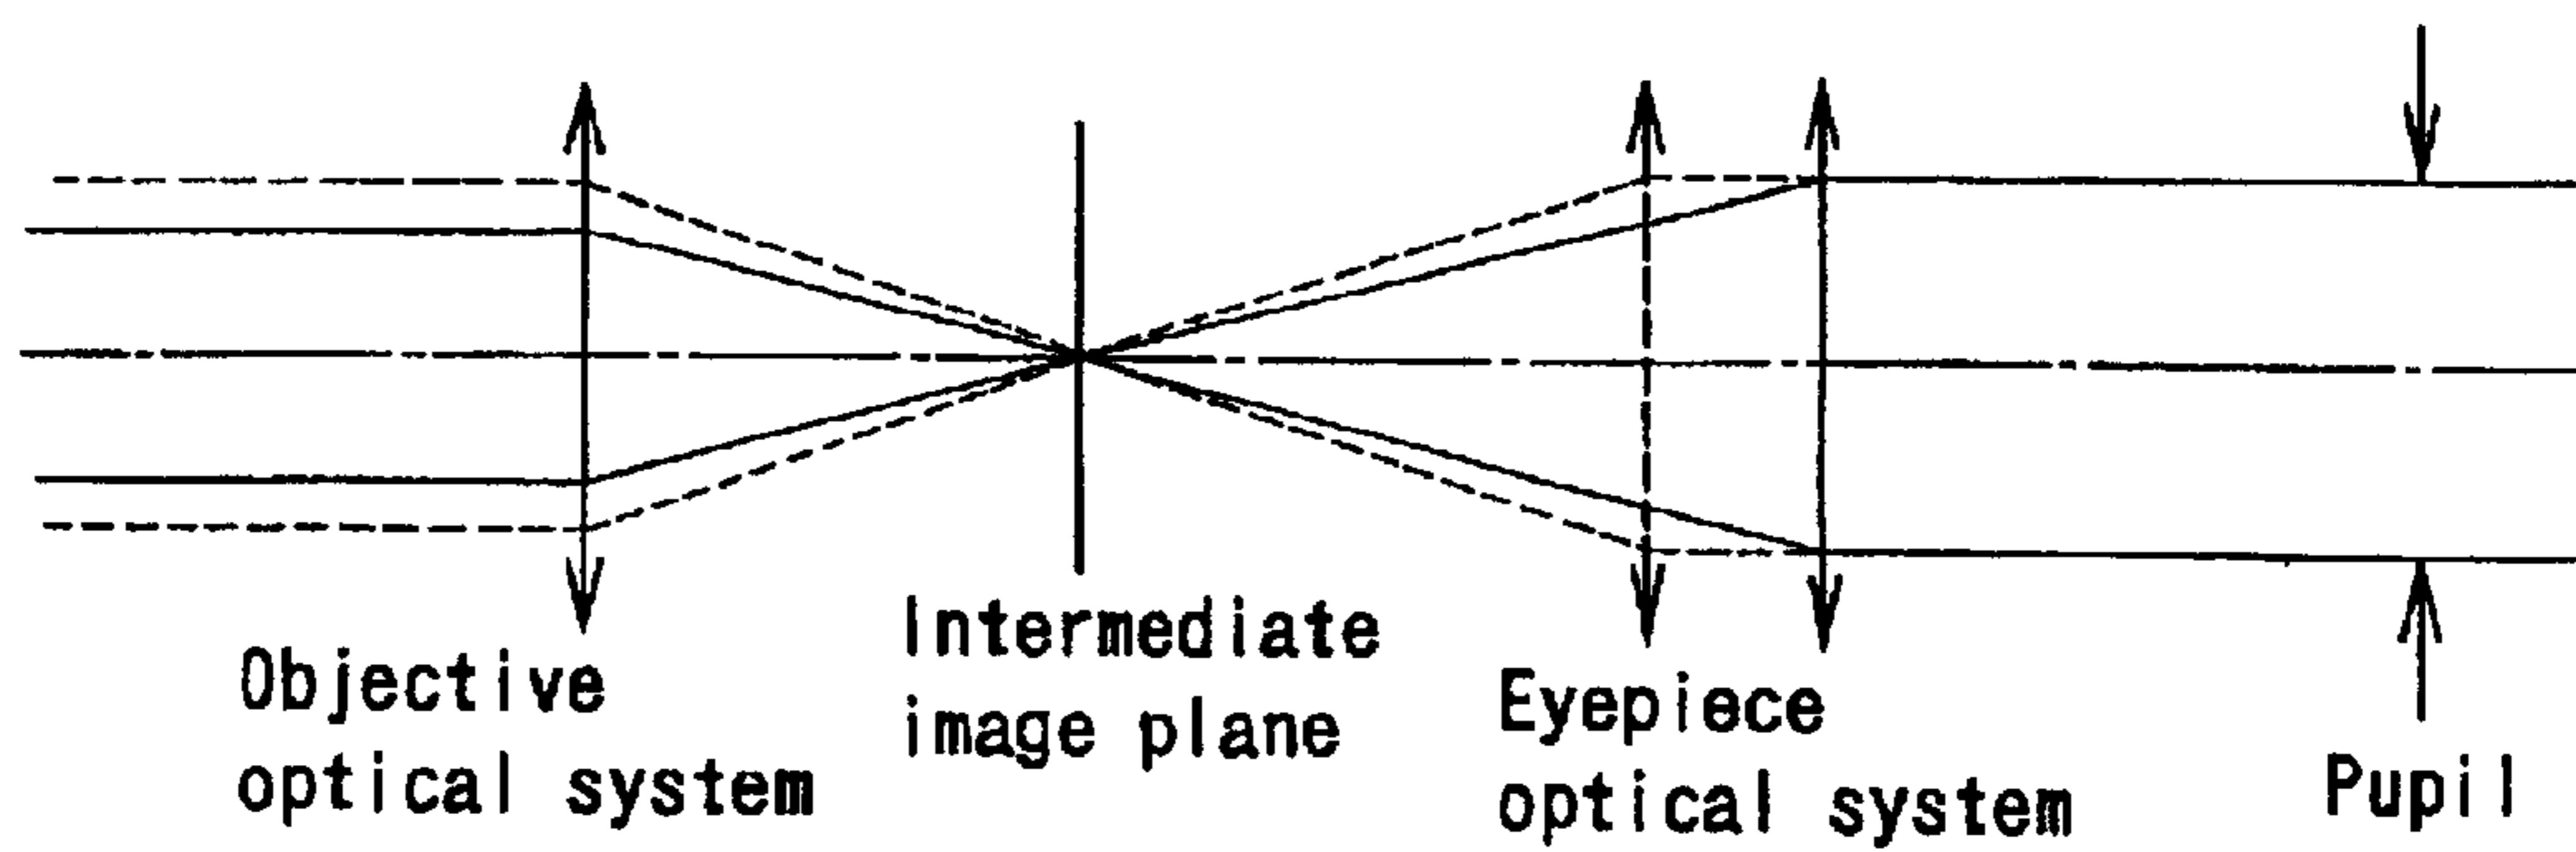 Objective
optical system
Intermediate
image plane
Eyepiece
optical system
Pupil